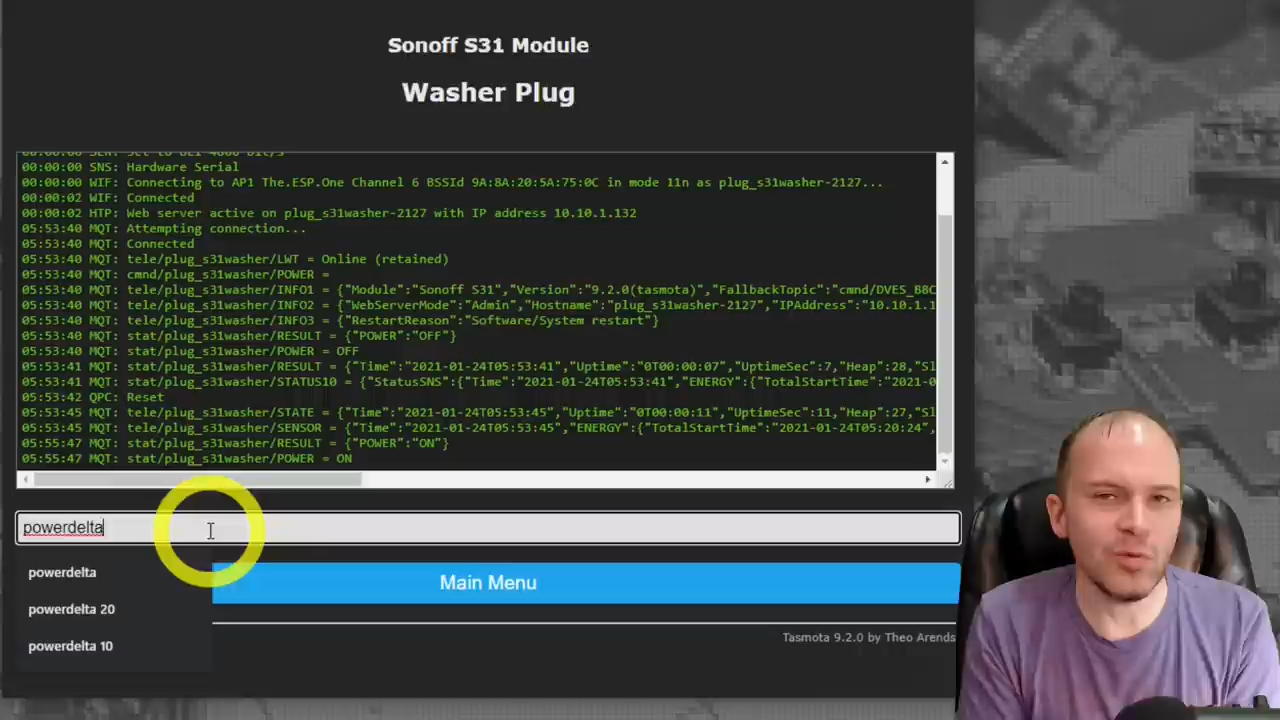 Sonoff S31 Module
Washer Plug
00:00:02 SNS: Hardware Serial
00:00:00 WIF: Connecting to AP1 The.ESP.One Channel 6 BSSId 9A:8A:20:5A:75:0C in mode 11n as plug_s31washer-2127...
00:00:02 WIF: Connected
00:00:02 HTP: Web server active on plug_s31washer-2127 with IP address 10.10.1.132
05:53:40 MQT: Attempting connection...
05:53:40 MQT: Connected
05:53:40 MQT: tele/plug_s31washer/LWT = Online (retained)
05:53:40 MQT: cmnd/plug_s31washer/POWER =
05:53:40 MQT: tele/plug_s31washer/INFO1 = {"Module":"Sonoff S31","Version":"9.2.0(tasmota)","FallbackTopic":"cmnd/DVES_B8C
05:53:40 MQT: tele/plug_s31washer/INFO2 = {"WebServerMode":"Admin","Hostname":"plug_s31washer-2127","IPAddress":"10.10.1.1
05:53:40 MQT: tele/plug_s31washer/INFO3 = {"RestartReason":"Software/System restart"}
05:53:40 MQT: stat/plug_s31washer/RESULT = {"POWER":"OFF"}
05:53:40 MQT: stat/plug_s31washer/POWER = OFF
05:53:41 MQT: stat/plug_s31washer/RESULT = {"Time":"2021-01-24T05:53:41","Uptime":"0T00:00:07","UptimeSec":7,"Heap":28,"Sl
05:53:41 MQT: stat/plug_s31washer/STATUS10 = {"StatusSNS":{"Time":"2021-01-24T05:53:41","ENERGY":{"TotalStartTime":"2021-0
05:53:42 QPC: Reset
05:53:45 MQT: tele/plug_s31washer/STATE = {"Time":"2021-01-24T05:53:45","Uptime":"0T00:00:11","UptimeSec":11,"Heap":27,"Sl
05:53:45 MQT: tele/plug_s31washer/SENSOR = {"Time":"2021-01-24T05:53:45","ENERGY":{"TotalStartTime":"2021-01-24T05:20:24",
05:55:47 MQT: stat/plug_s31washer/RESULT = {"POWER":"ON"}
05:55:47 MQT: stat/plug_s31washer/POWER = ON
powerdelta
powerdelta
powerdelta 20
powerdelta 10
Main Menu
Tasmota 9.2.0 by Theo Arends